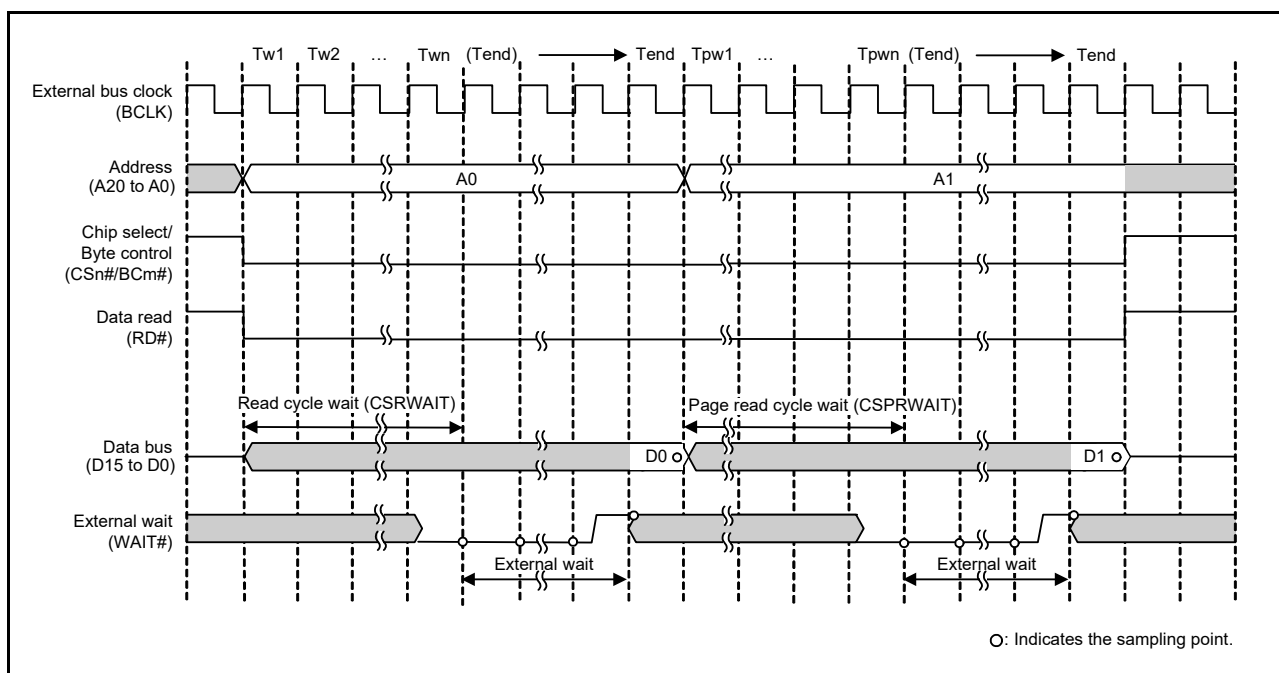 Tw1 Tw2 … Twn (Tend) Tend Tpw1 … Tpwn (Tend) Tend
External bus clock
(BCLK)
Address
(A20 to A0)
A0 A1
Chip select/
Byte control
(CSn#/BCm#)
Data read
(RD#)
Read cycle wait (CSRWAIT) Page read cycle wait (CSPRWAIT)
Data bus
(D15 to D0)
D0 D1
External wait
(WAIT#)
External wait External wait
: Indicates the sampling point.